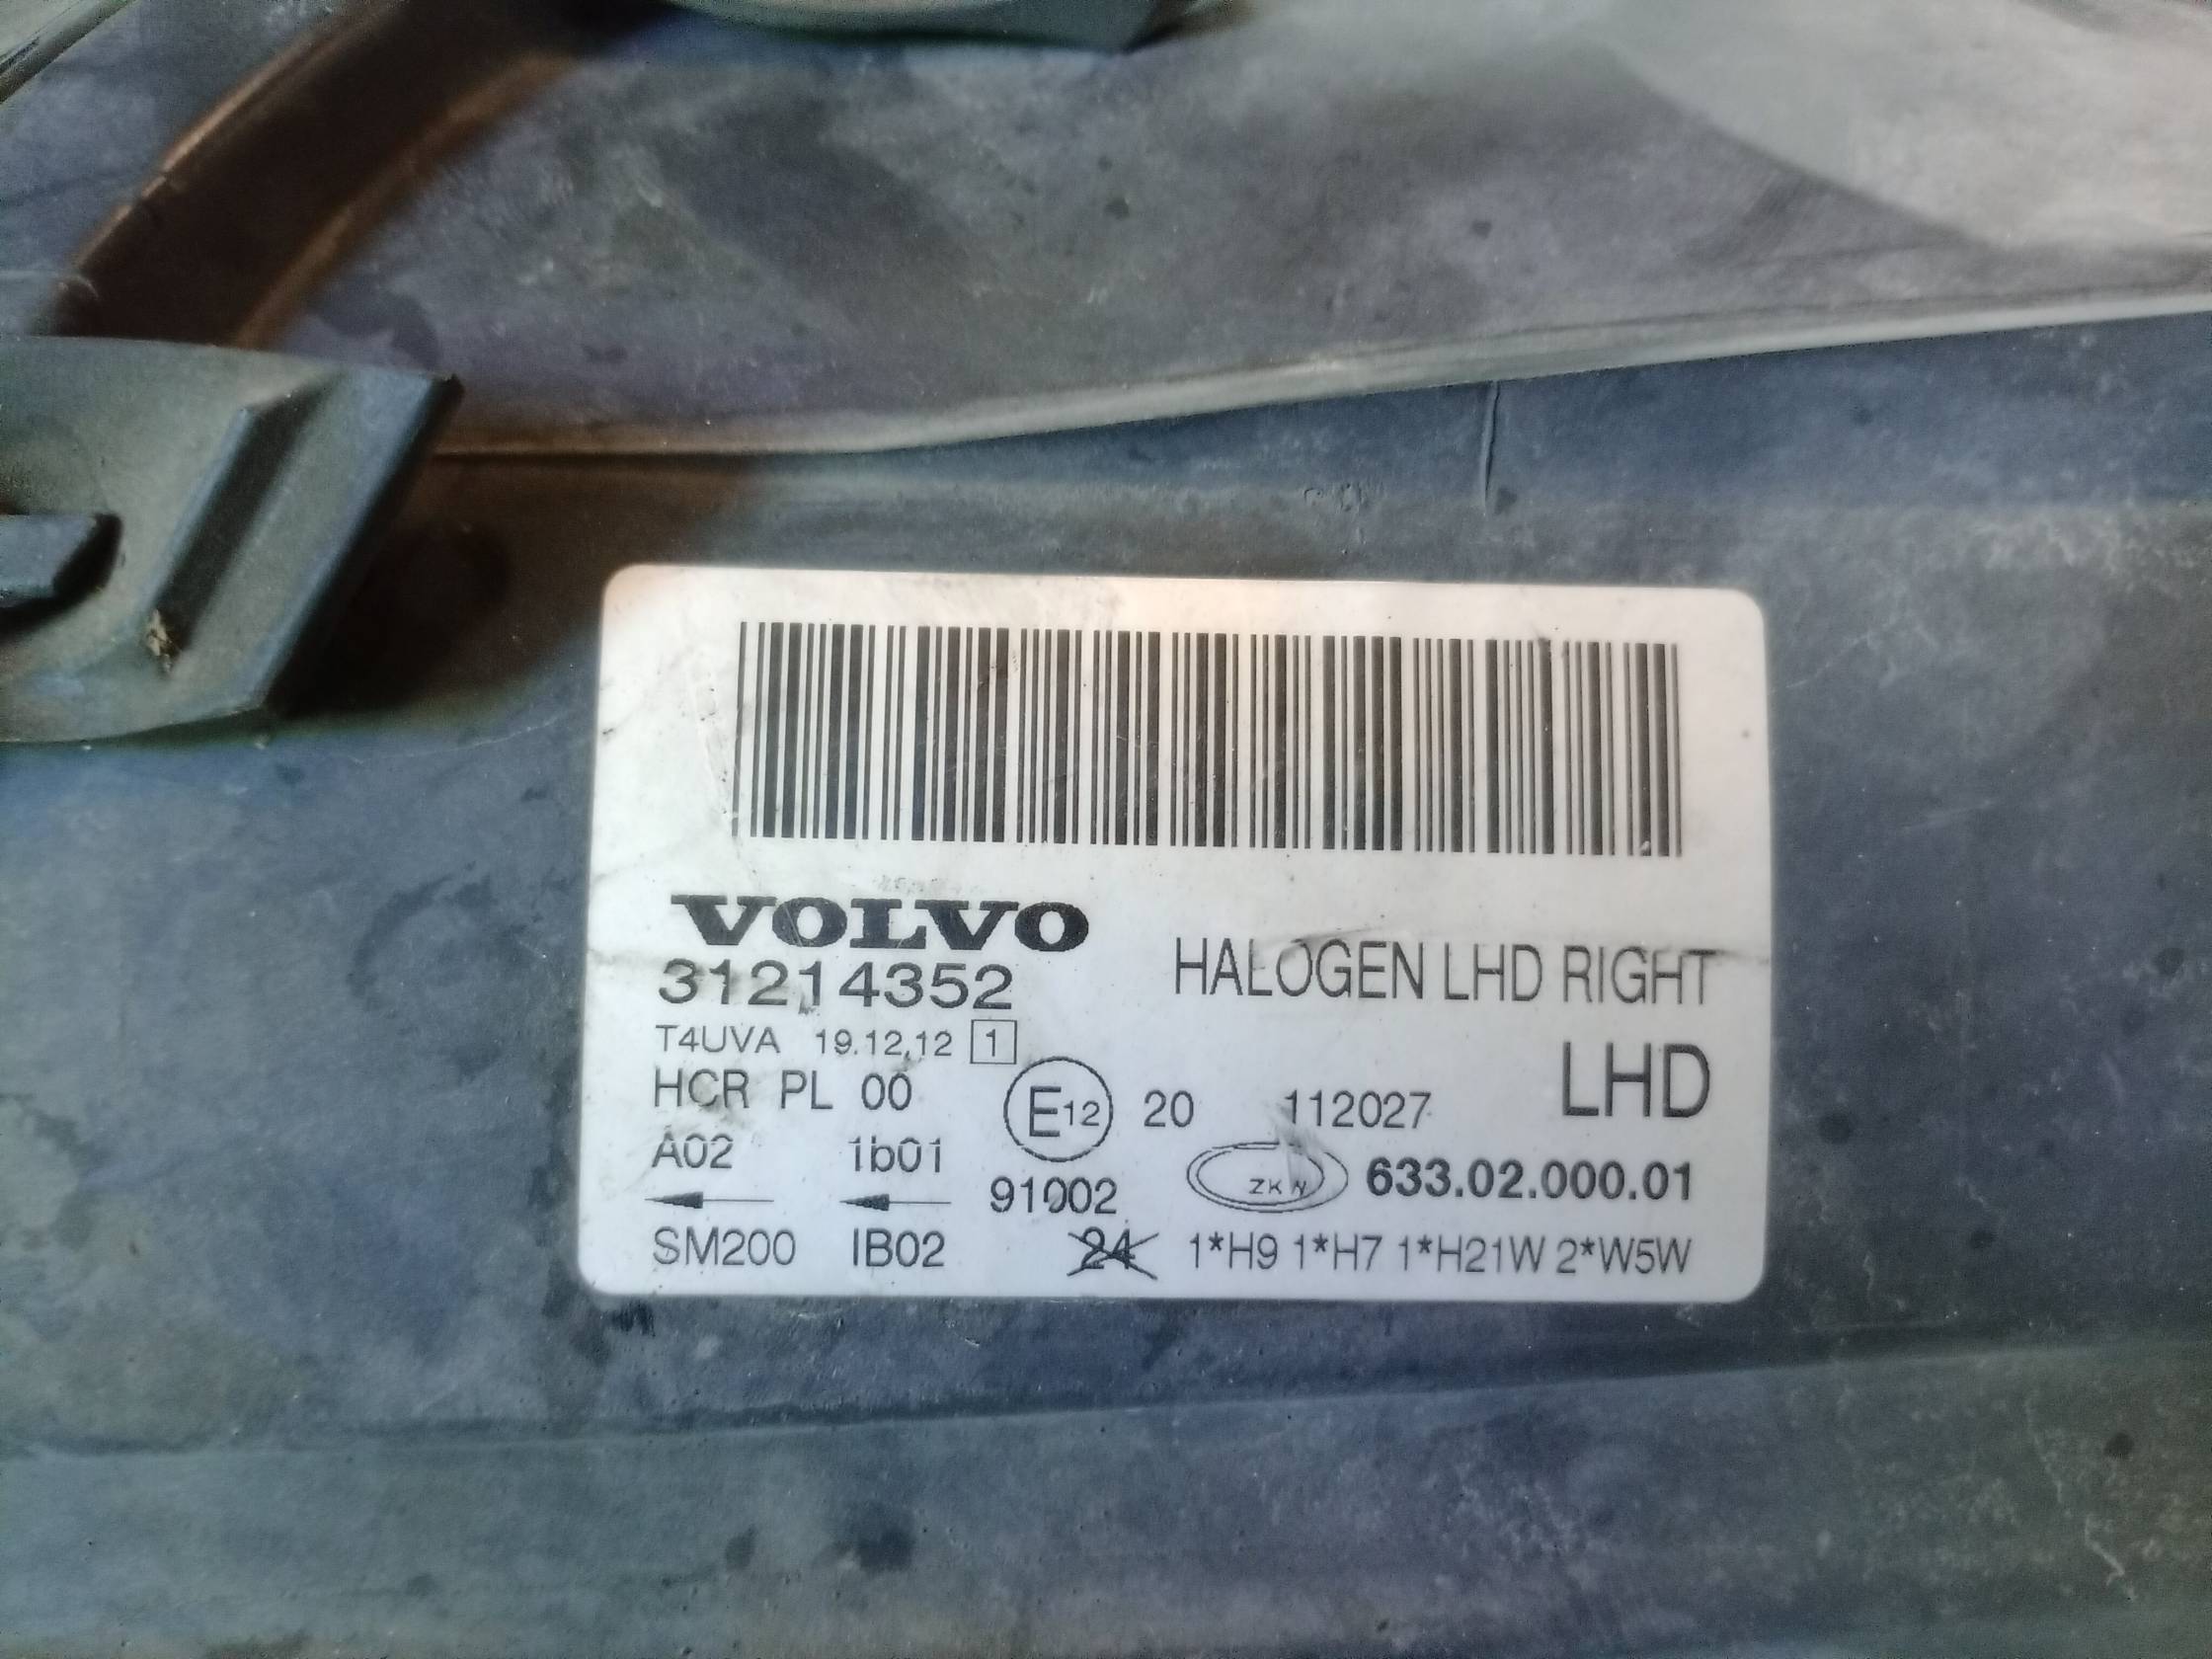 VOLVO
31214352 HALOGEN LHD RIGHT
T4UVA 19.12.12 1
HCR PL 00 E12 20 112027 LHD
A02 1b01
91002 ZKW 633.02.000.01
SM200 IB02 24 1*H9 1*H7 1*H21W 2*W5W